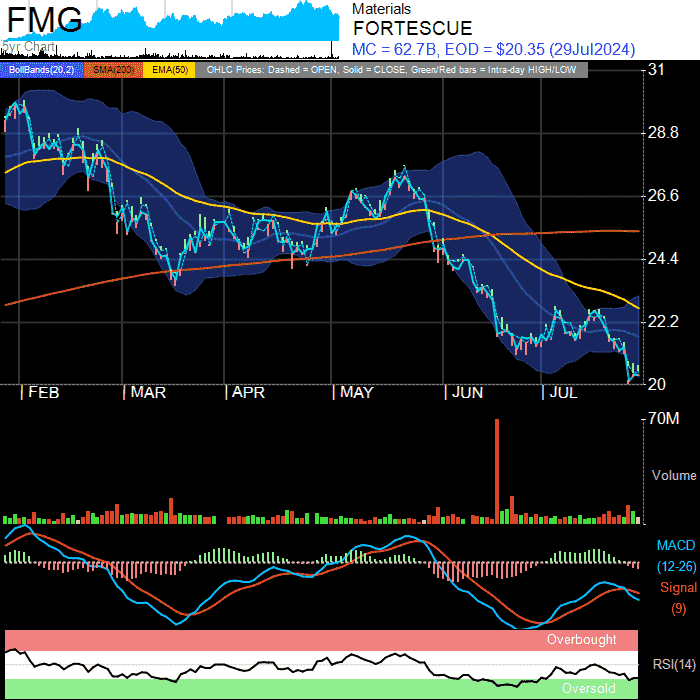 FMG
5yr Chart
Materials
FORTESCUE
MC = 62.7B, EOD = $20.35 (29Jul2024)
BollBands(20,2) SMA(200) EMA(50) OHLC Prices: Dashed = OPEN, Solid = CLOSE, Green/Red bars = Intra-day HIGH/LOW
31
28.8
26.6
24.4
22.2
20
FEB MAR APR MAY JUN JUL
70M
Volume
MACD
(12-26)
Signal
(9)
Overbought
RSI(14)
Oversold